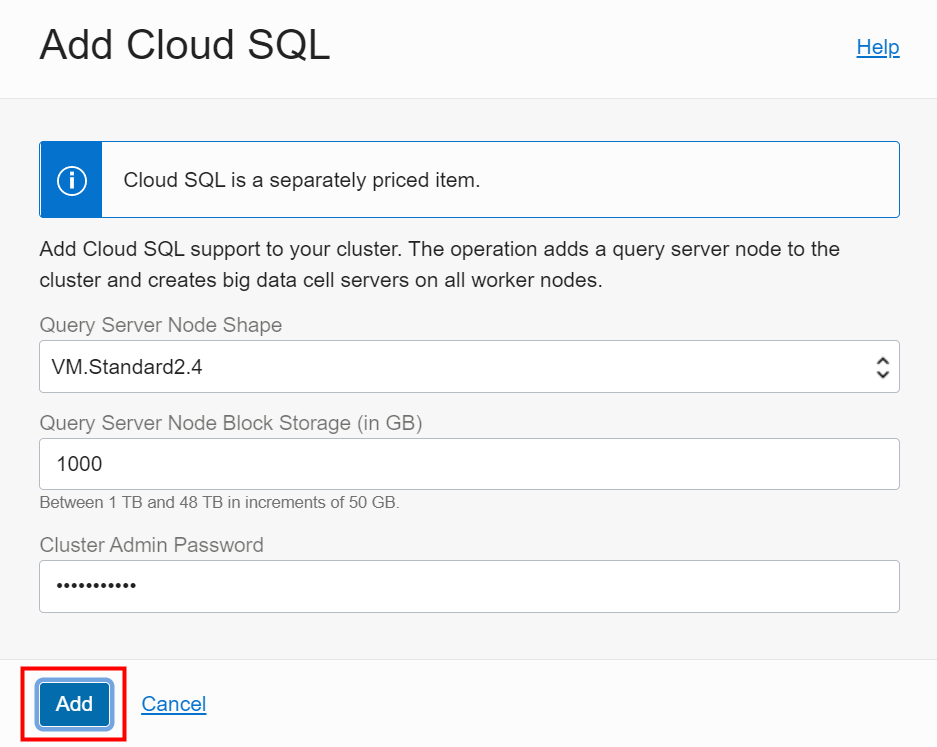 Add Cloud SQL
Help
Cloud SQL is a separately priced item.
Add Cloud SQL support to your cluster. The operation adds a query server node to the
cluster and creates big data cell servers on all worker nodes.
Query Server Node Shape
VM.Standard2.4
Query Server Node Block Storage (in GB)
1000
Between 1 TB and 48 TB in increments of 50 GB.
Cluster Admin Password
•••••••••••
Add
Cancel